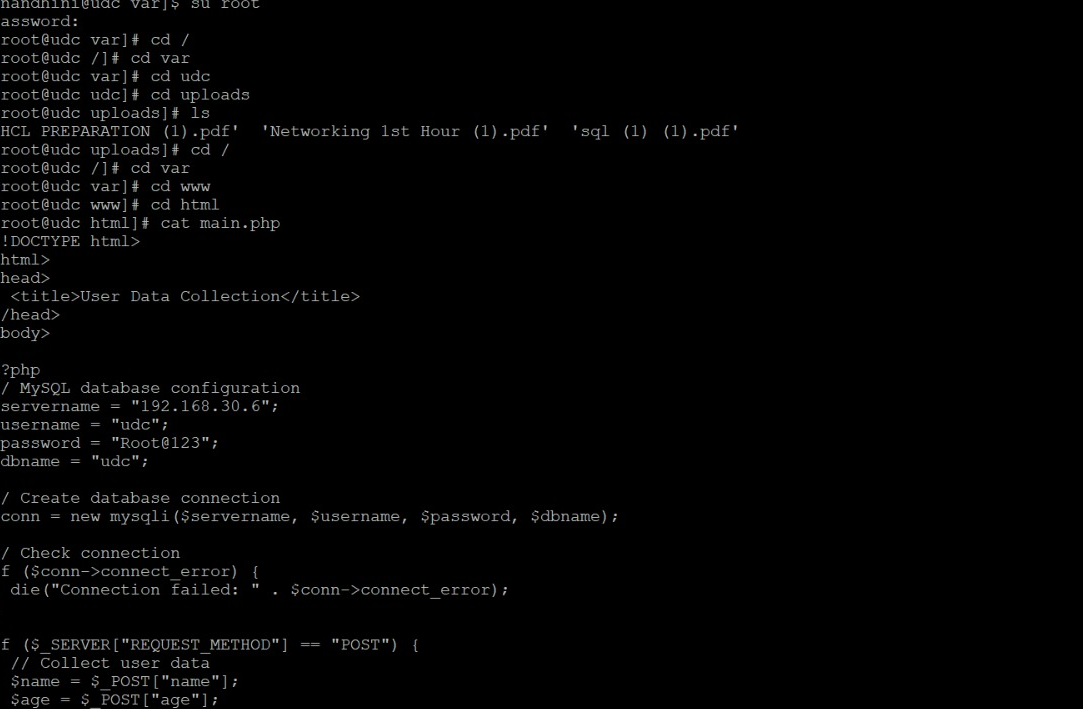 nandhini@udc var]$ su root
assword:
root@udc var]# cd /
root@udc /]# cd var
root@udc var]# cd udc
root@udc udc]# cd uploads
root@udc uploads]# ls
HCL PREPARATION (1).pdf'  'Networking 1st Hour (1).pdf'  'sql (1) (1).pdf'
root@udc uploads]# cd /
root@udc /]# cd var
root@udc var]# cd www
root@udc www]# cd html
root@udc html]# cat main.php
!DOCTYPE html>
html>
head>
 <title>User Data Collection</title>
/head>
body>
?php
/ MySQL database configuration
servername = "192.168.30.6";
username = "udc";
password = "Root@123";
dbname = "udc";
/ Create database connection
conn = new mysqli($servername, $username, $password, $dbname);
/ Check connection
f ($conn->connect_error) {
 die("Connection failed: " . $conn->connect_error);
f ($_SERVER["REQUEST_METHOD"] == "POST") {
 // Collect user data
 $name = $_POST["name"];
 $age = $_POST["age"];